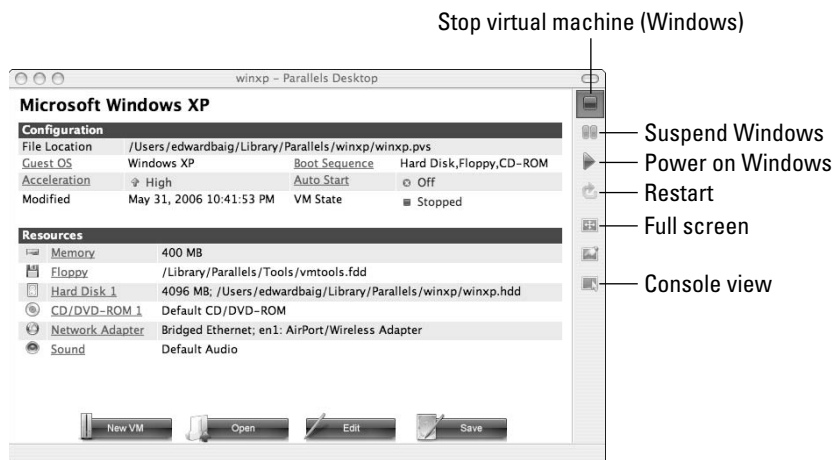 Stop virtual machine (Windows)
winxp – Parallels Desktop
Microsoft Windows XP
Configuration
File Location /Users/edwardbaig/Library/Parallels/winxp/winxp.pvs
Guest OS Windows XP Boot Sequence Hard Disk,Floppy,CD-ROM
Acceleration High Auto Start Off
Modified May 31, 2006 10:41:53 PM VM State Stopped
Resources
Memory 400 MB
Floppy /Library/Parallels/Tools/vmtools.fdd
Hard Disk 1 4096 MB; /Users/edwardbaig/Library/Parallels/winxp/winxp.hdd
CD/DVD-ROM 1 Default CD/DVD-ROM
Network Adapter Bridged Ethernet; en1: AirPort/Wireless Adapter
Sound Default Audio
New VM Open Edit Save
Suspend Windows
Power on Windows
Restart
Full screen
Console view